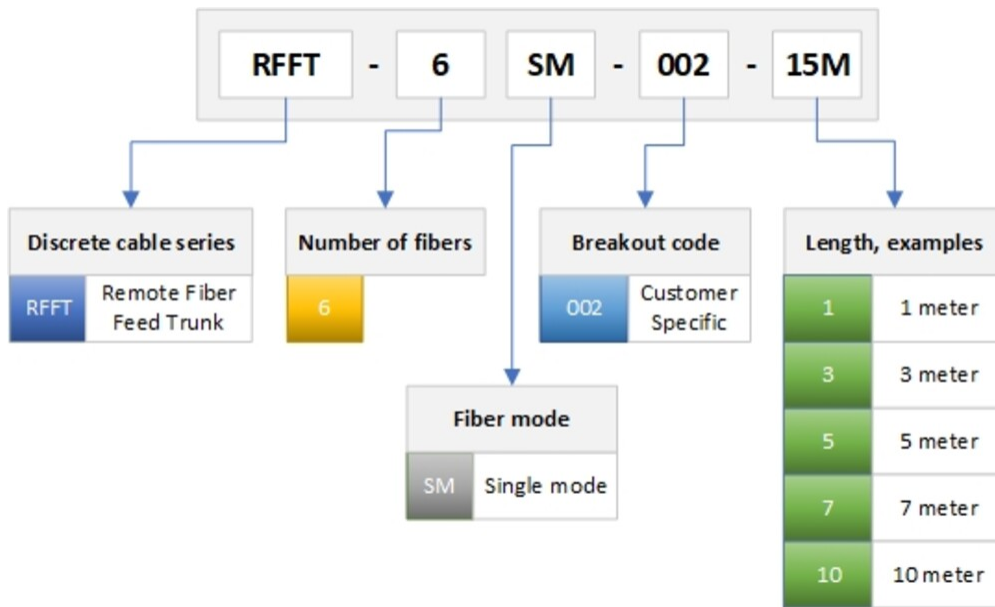 RFFT - 6 SM - 002 - 15M
Discrete cable series
RFFT Remote Fiber
Feed Trunk
Number of fibers
6
Fiber mode
SM Single mode
Breakout code
002 Customer
Specific
Length, examples
1 1 meter
3 3 meter
5 5 meter
7 7 meter
10 10 meter